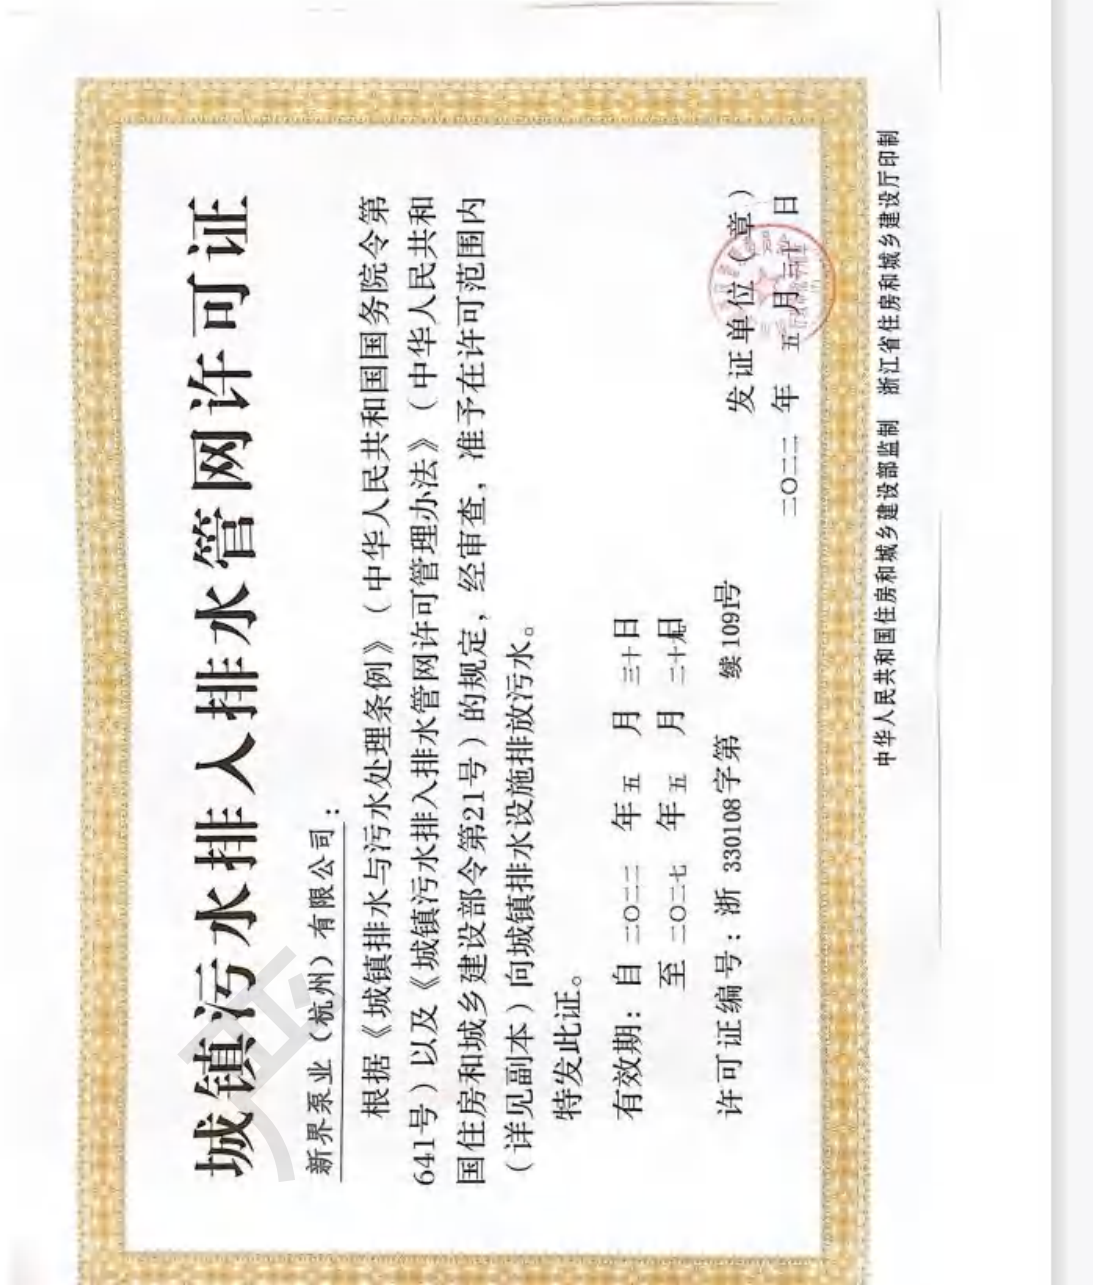 城镇污水排入排水管网许可证
新界泵业（杭州）有限公司：
根据《城镇排水与污水处理条例》（中华人民共和国国务院令第
641号）以及《城镇污水排入排水管网许可管理办法》（中华人民共和
国住房和城乡建设部令第21号）的规定，经审查，准予在许可范围内
（详见副本）向城镇排水设施排放污水。
特发此证。
有效期：自 二〇二二 年 五 月 三十 日
至 二〇二七 年 五 月 二十九 日
许可证编号：浙 330108 字第 续 1091 号
发证单位（章）
二〇二二 年 五 月 三十 日
中华人民共和国住房和城乡建设部监制 浙江省住房和城乡建设厅印制